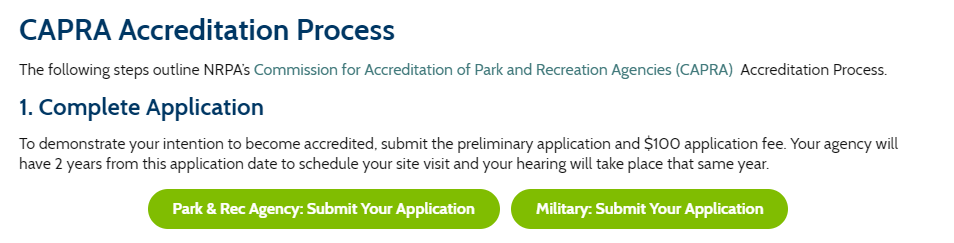 CAPRA Accreditation Process
The following steps outline NRPA's Commission for Accreditation of Park and Recreation Agencies (CAPRA) Accreditation Process.
1. Complete Application
To demonstrate your intention to become accredited, submit the preliminary application and $100 application fee. Your agency will
have 2 years from this application date to schedule your site visit and your hearing will take place that same year.
Park & Rec Agency: Submit Your Application
Military: Submit Your Application